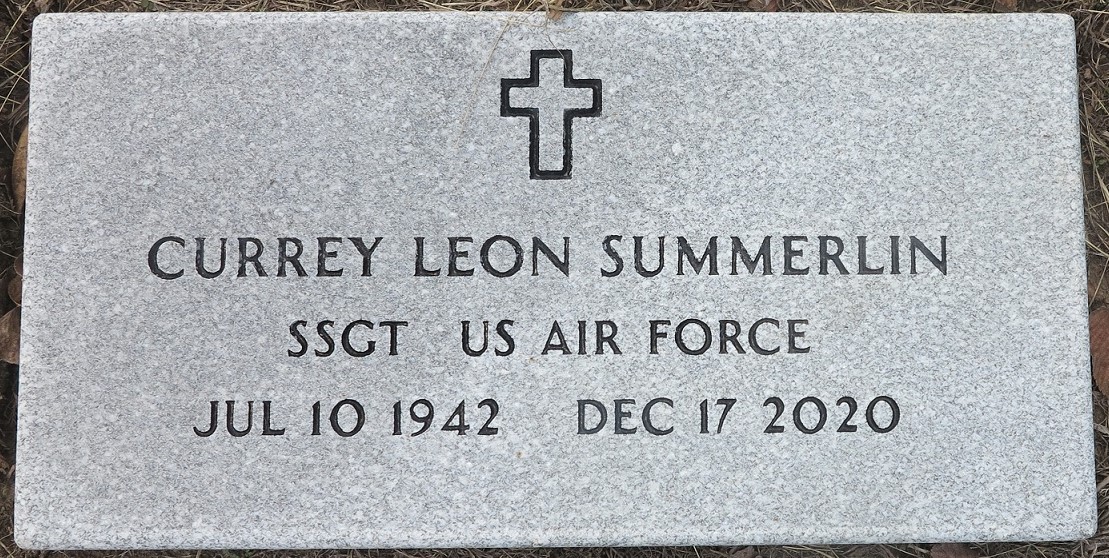 CURREY LEON SUMMERLIN
SSGT US AIR FORCE
JUL 10 1942 DEC 17 2020